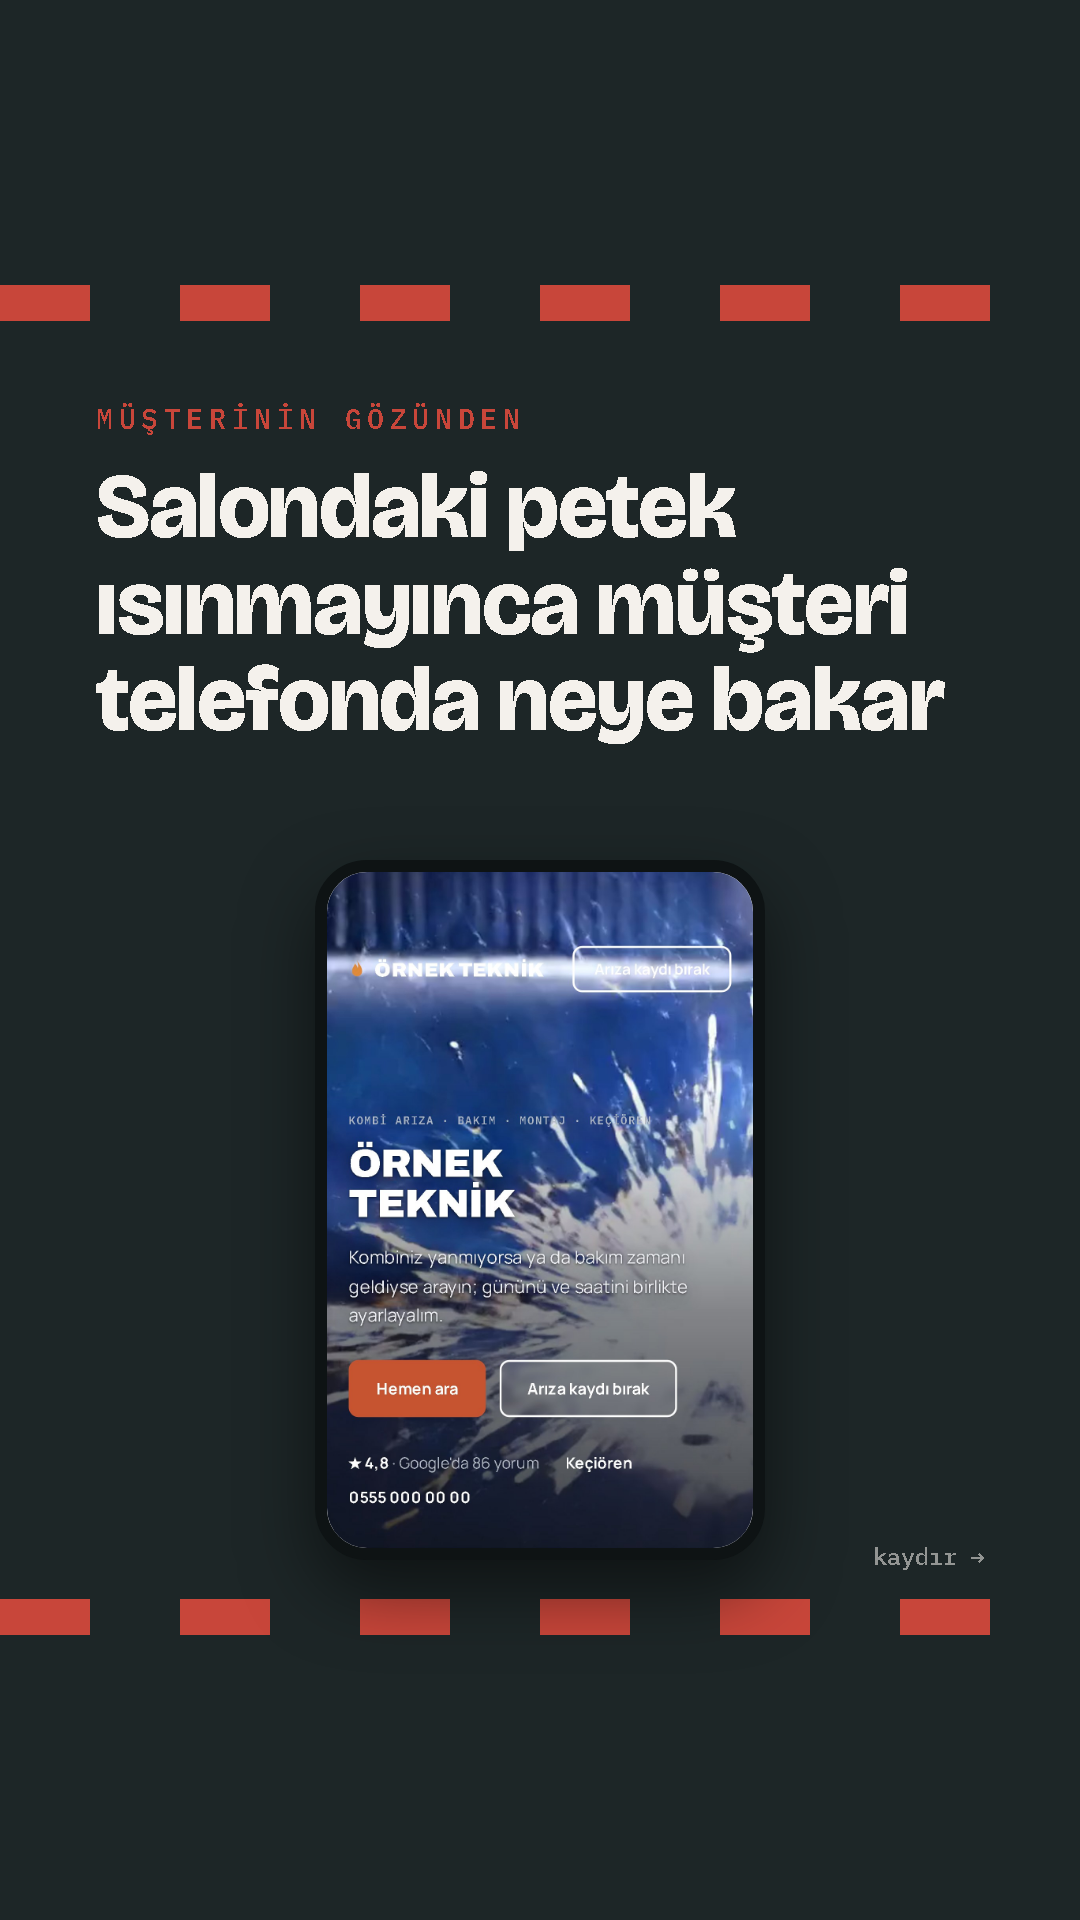 MÜŞTERİNİN GÖZÜNDEN
Salondaki petek
ısınmayınca müşteri
telefonda neye bakar
ÖRNEK TEKNİK
Arıza kaydı bırak
KOMBİ ARIZA · BAKIM · MONTAJ · KEÇİÖREN
ÖRNEK
TEKNİK
Kombiniz yanmıyorsa ya da bakım zamanı
geldiyse arayın; gününü ve saatini birlikte
ayarlayalım.
Hemen ara
Arıza kaydı bırak
★ 4,8 · Google'da 86 yorum
Keçiören
0555 000 00 00
kaydır →